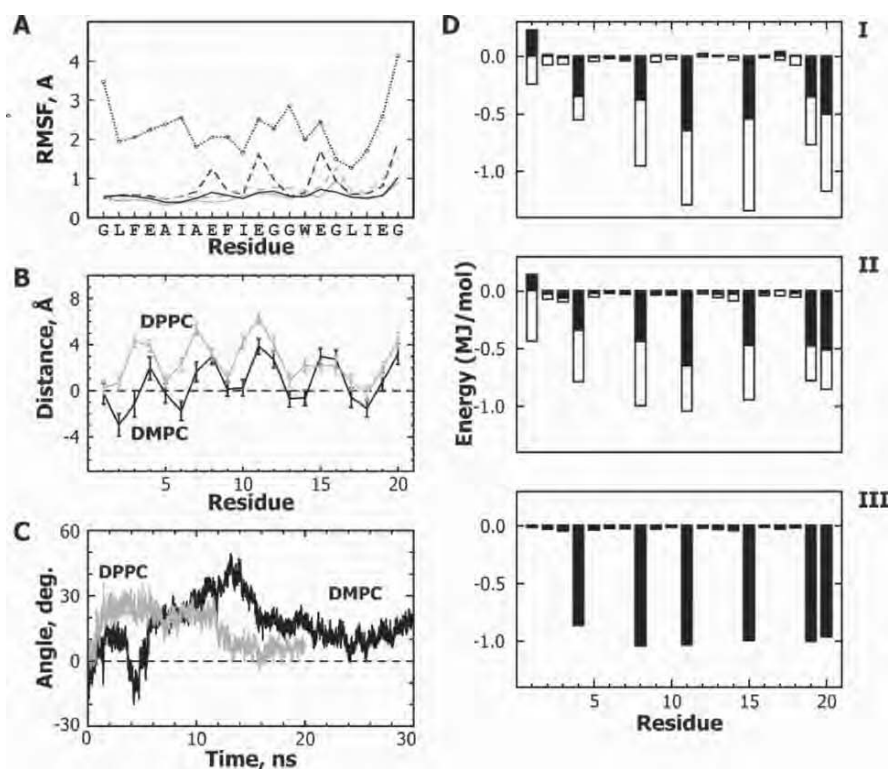 A
RMSF, A
4
3
2
1
0
G L F E A I A E F I E G G W E G L I E G
Residue
B
Distance, Å
8
4
0
-4
DPPC
DMPC
5 10 15 20
Residue
C
Angle, deg.
60
30
0
-30
DPPC
DMPC
0 10 20 30
Time, ns
D
I
0.0
-0.5
-1.0
II
Energy (MJ/mol)
0.0
-0.5
-1.0
III
0.0
-0.5
-1.0
5 10 15 20
Residue